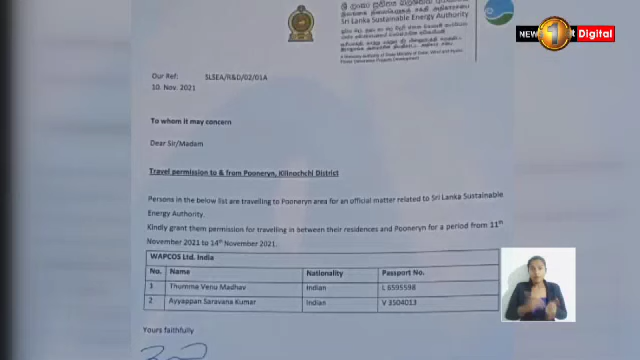 Sri Lanka Sustainable Energy Authority
NEWS 1st Digital
Our Ref: SLSEA/R&D/02/01A
10. Nov. 2021
To whom it may concern
Dear Sir/Madam
Travel permission to & from Pooneryn, Kilinochchi District
Persons in the below list are travelling to Pooneryn area for an official matter related to Sri Lanka Sustainable
Energy Authority.
Kindly grant them permission for travelling in between their residences and Pooneryn for a period from 11th
November 2021 to 14th November 2021.
WAPCOS Ltd. India
No. Name Nationality Passport No.
1 Thumma Venu Madhav Indian L 6595598
2 Ayyappan Saravana Kumar Indian V 3504013
Yours faithfully